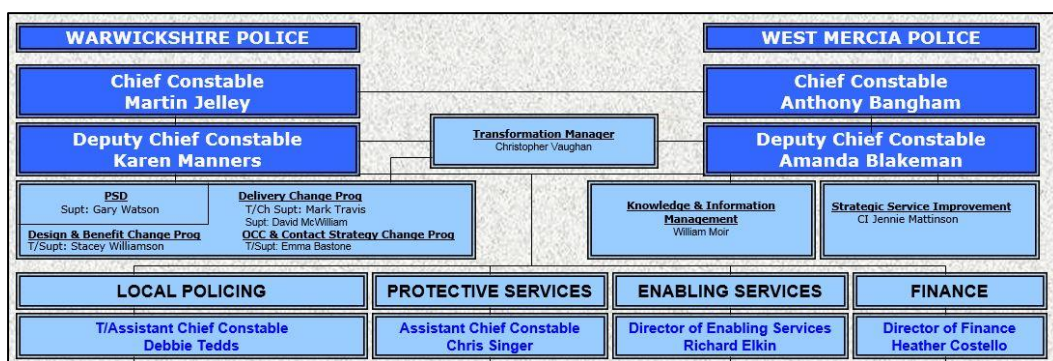 WARWICKSHIRE POLICE
WEST MERCIA POLICE
Chief Constable
Martin Jelley
Chief Constable
Anthony Bangham
Deputy Chief Constable
Karen Manners
Transformation Manager
Christopher Vaughan
Deputy Chief Constable
Amanda Blakeman
PSD
Supt: Gary Watson
Design & Benefit Change Prog
T/Supt: Stacey Williamson
Delivery Change Prog
T/Ch Supt: Mark Travis
Supt: David McWilliam
OCC & Contact Strategy Change Prog
T/Supt: Emma Bastone
Knowledge & Information
Management
William Moir
Strategic Service Improvement
CI Jennie Mattinson
LOCAL POLICING
PROTECTIVE SERVICES
ENABLING SERVICES
FINANCE
T/Assistant Chief Constable
Debbie Tedds
Assistant Chief Constable
Chris Singer
Director of Enabling Services
Richard Elkin
Director of Finance
Heather Costello